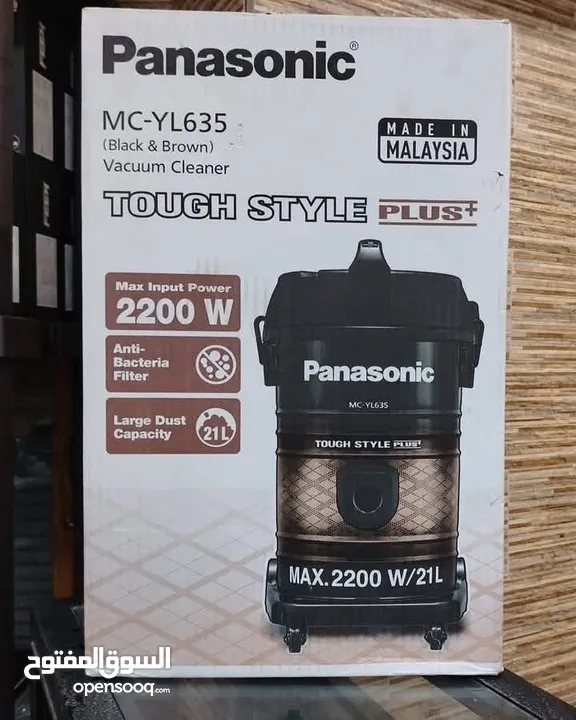 Panasonic®
MC-YL635
(Black & Brown)
Vacuum Cleaner
MADE IN
MALAYSIA
TOUGH STYLE PLUS+
Max Input Power
2200 W
Anti-
Bacteria
Filter
Large Dust
Capacity
21L
Panasonic
MC-YL635
TOUGH STYLE PLUS+
MAX. 2200 W/21L
السوق المفتوح
opensooq.com